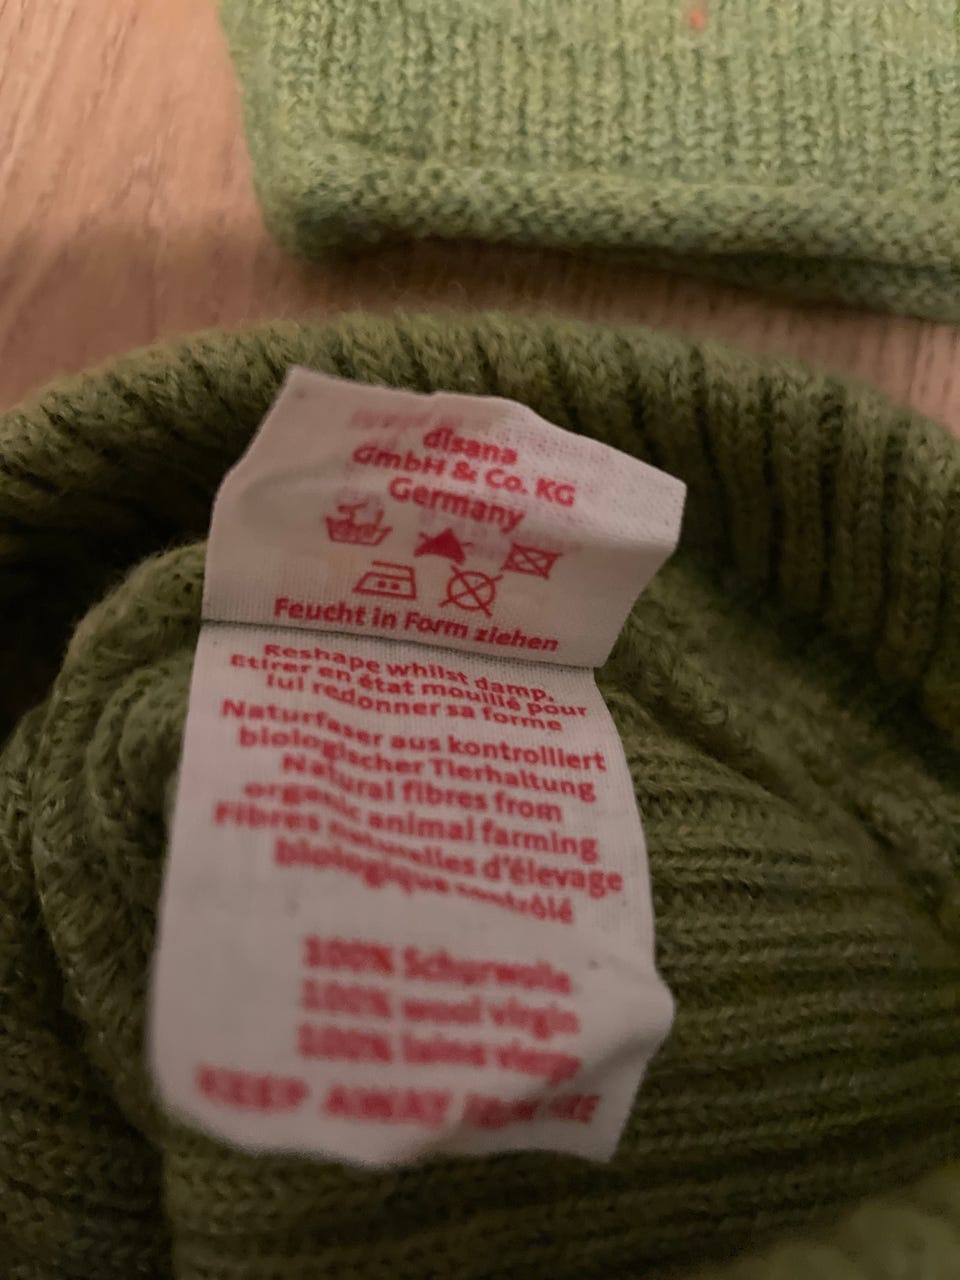 disana
GmbH & Co. KG
Germany
Feucht in Form ziehen
Reshape whilst damp.
Etirer en état mouillé pour
lui redonner sa forme
Naturfaser aus kontrolliert
biologischer Tierhaltung
Natural fibres from
organic animal farming
Fibres naturelles d'élevage
biologique contrôlé
100% Schurwolle
100% wool virgin
100% laine vierge
KEEP AWAY FROM FIRE